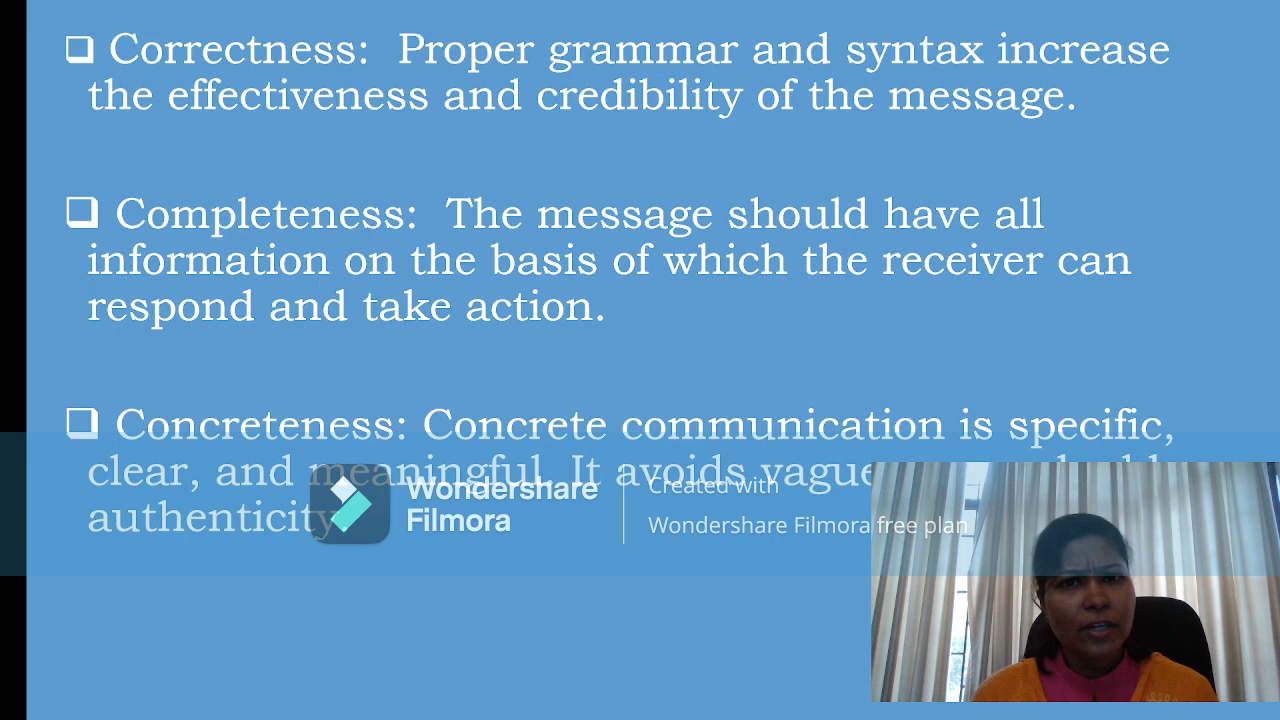 Correctness: Proper grammar and syntax increase
the effectiveness and credibility of the message.
Completeness: The message should have all
information on the basis of which the receiver can
respond and take action.
Concreteness: Concrete communication is specific,
clear, and meaningful. It avoids
authenticity
Wondershare
Filmora
Created with
Wondershare Filmora free plan